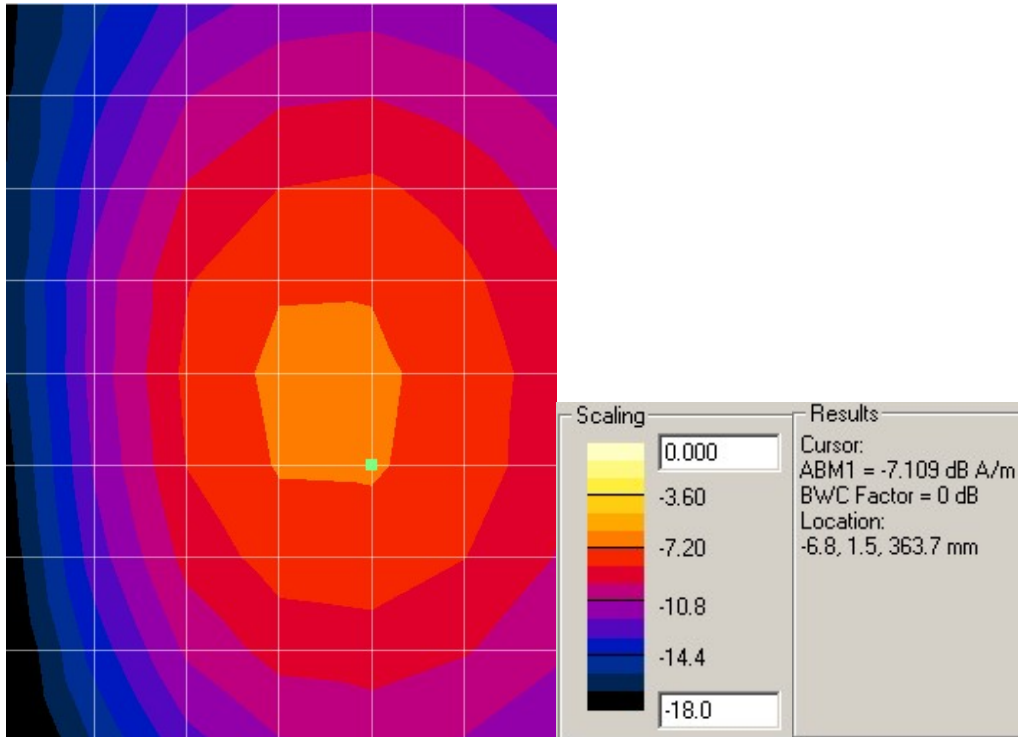 Scaling
0.000
-3.60
-7.20
-10.8
-14.4
-18.0
Results
Cursor:
ABM1 = -7.109 dB A/m
BWC Factor = 0 dB
Location:
-6.8, 1.5, 363.7 mm